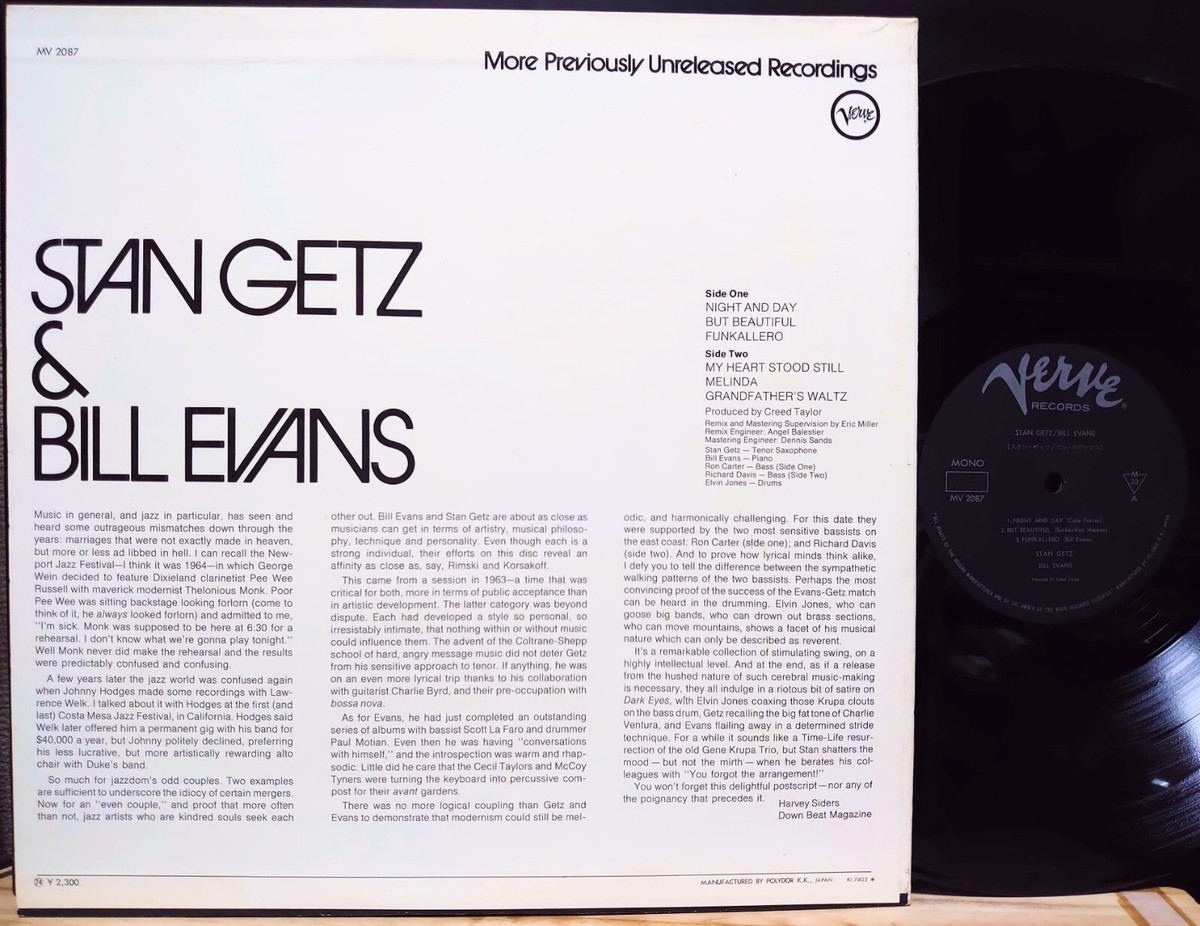 MV 2087
More Previously Unreleased Recordings
Verve
STAN GETZ
&
BILL EVANS
Side One
NIGHT AND DAY
BUT BEAUTIFUL
FUNKALLERO
Side Two
MY HEART STOOD STILL
MELINDA
GRANDFATHER'S WALTZ
Produced by Creed Taylor
Remix and Mastering Supervision by Eric Miller
Remix Engineer: Angel Balestier
Mastering Engineer: Dennis Sands
Stan Getz — Tenor Saxophone
Bill Evans — Piano
Ron Carter — Bass (Side One)
Richard Davis — Bass (Side Two)
Elvin Jones — Drums
Music in general, and jazz in particular, has seen and
heard some outrageous mismatches down through the
years: marriages that were not exactly made in heaven,
but more or less ad libbed in hell. I can recall the New-
port Jazz Festival—I think it was 1964—in which George
Wein decided to feature Dixieland clarinetist Pee Wee
Russell with maverick modernist Thelonious Monk. Poor
Pee Wee was sitting backstage looking forlorn (come to
think of it, he always looked forlorn) and admitted to me,
"I'm sick. Monk was supposed to be here at 6:30 for a
rehearsal. I don't know what we're gonna play tonight."
Well Monk never did make the rehearsal and the results
were predictably confused and confusing.
A few years later the jazz world was confused again
when Johnny Hodges made some recordings with Law-
rence Welk. I talked about it with Hodges at the first (and
last) Costa Mesa Jazz Festival, in California. Hodges said
Welk later offered him a permanent gig with his band for
$40,000 a year, but Johnny politely declined, preferring
his less lucrative, but more artistically rewarding alto
chair with Duke's band.
So much for jazzdom's odd couples. Two examples
are sufficient to underscore the idiocy of certain mergers.
Now for an "even couple," and proof that more often
than not, jazz artists who are kindred souls seek each
other out. Bill Evans and Stan Getz are about as close as
musicians can get in terms of artistry, musical philoso-
phy, technique and personality. Even though each is a
strong individual, their efforts on this disc reveal an
affinity as close as, say, Rimski and Korsakoff.
This came from a session in 1963—a time that was
critical for both, more in terms of public acceptance than
in artistic development. The latter category was beyond
dispute. Each had developed a style so personal, so
irresistably intimate, that nothing within or without music
could influence them. The advent of the Coltrane-Shepp
school of hard, angry message music did not deter Getz
from his sensitive approach to tenor. If anything, he was
on an even more lyrical trip thanks to his collaboration
with guitarist Charlie Byrd, and their pre-occupation with
bossa nova.
As for Evans, he had just completed an outstanding
series of albums with bassist Scott La Faro and drummer
Paul Motian. Even then he was having "conversations
with himself," and the introspection was warm and rhap-
sodic. Little did he care that the Cecil Taylors and McCoy
Tyners were turning the keyboard into percussive com-
post for their avant gardens.
There was no more logical coupling than Getz and
Evans to demonstrate that modernism could still be mel-
odic, and harmonically challenging. For this date they
were supported by the two most sensitive bassists on
the east coast: Ron Carter (side one); and Richard Davis
(side two). And to prove how lyrical minds think alike,
I defy you to tell the difference between the sympathetic
walking patterns of the two bassists. Perhaps the most
convincing proof of the success of the Evans-Getz match
can be heard in the drumming. Elvin Jones, who can
goose big bands, who can drown out brass sections,
who can move mountains, shows a facet of his musical
nature which can only be described as reverent.
It's a remarkable collection of stimulating swing, on a
highly intellectual level. And at the end, as if a release
from the hushed nature of such cerebral music-making
is necessary, they all indulge in a riotous bit of satire on
Dark Eyes, with Elvin Jones coaxing those Krupa clouts
on the bass drum, Getz recalling the big fat tone of Charlie
Ventura, and Evans flailing away in a determined stride
technique. For a while it sounds like a Time-Life resur-
rection of the old Gene Krupa Trio, but Stan shatters the
mood — but not the mirth — when he berates his col-
leagues with "You forgot the arrangement!"
You won't forget this delightful postscript—nor any of
the poignancy that precedes it.
Harvey Siders
Down Beat Magazine
74 ¥ 2,300
MANUFACTURED BY POLYDOR K.K., JAPAN. KI 7403 ✱
Verve
RECORDS ®
STAN GETZ/BILL EVANS
MONO
MV 2087
M
33
A
1. NIGHT AND DAY (Cole Porter)
2. BUT BEAUTIFUL (Burke-Van Heusen)
3. FUNKALLERO (Bill Evans)
STAN GETZ
BILL EVANS
Produced by Creed Taylor